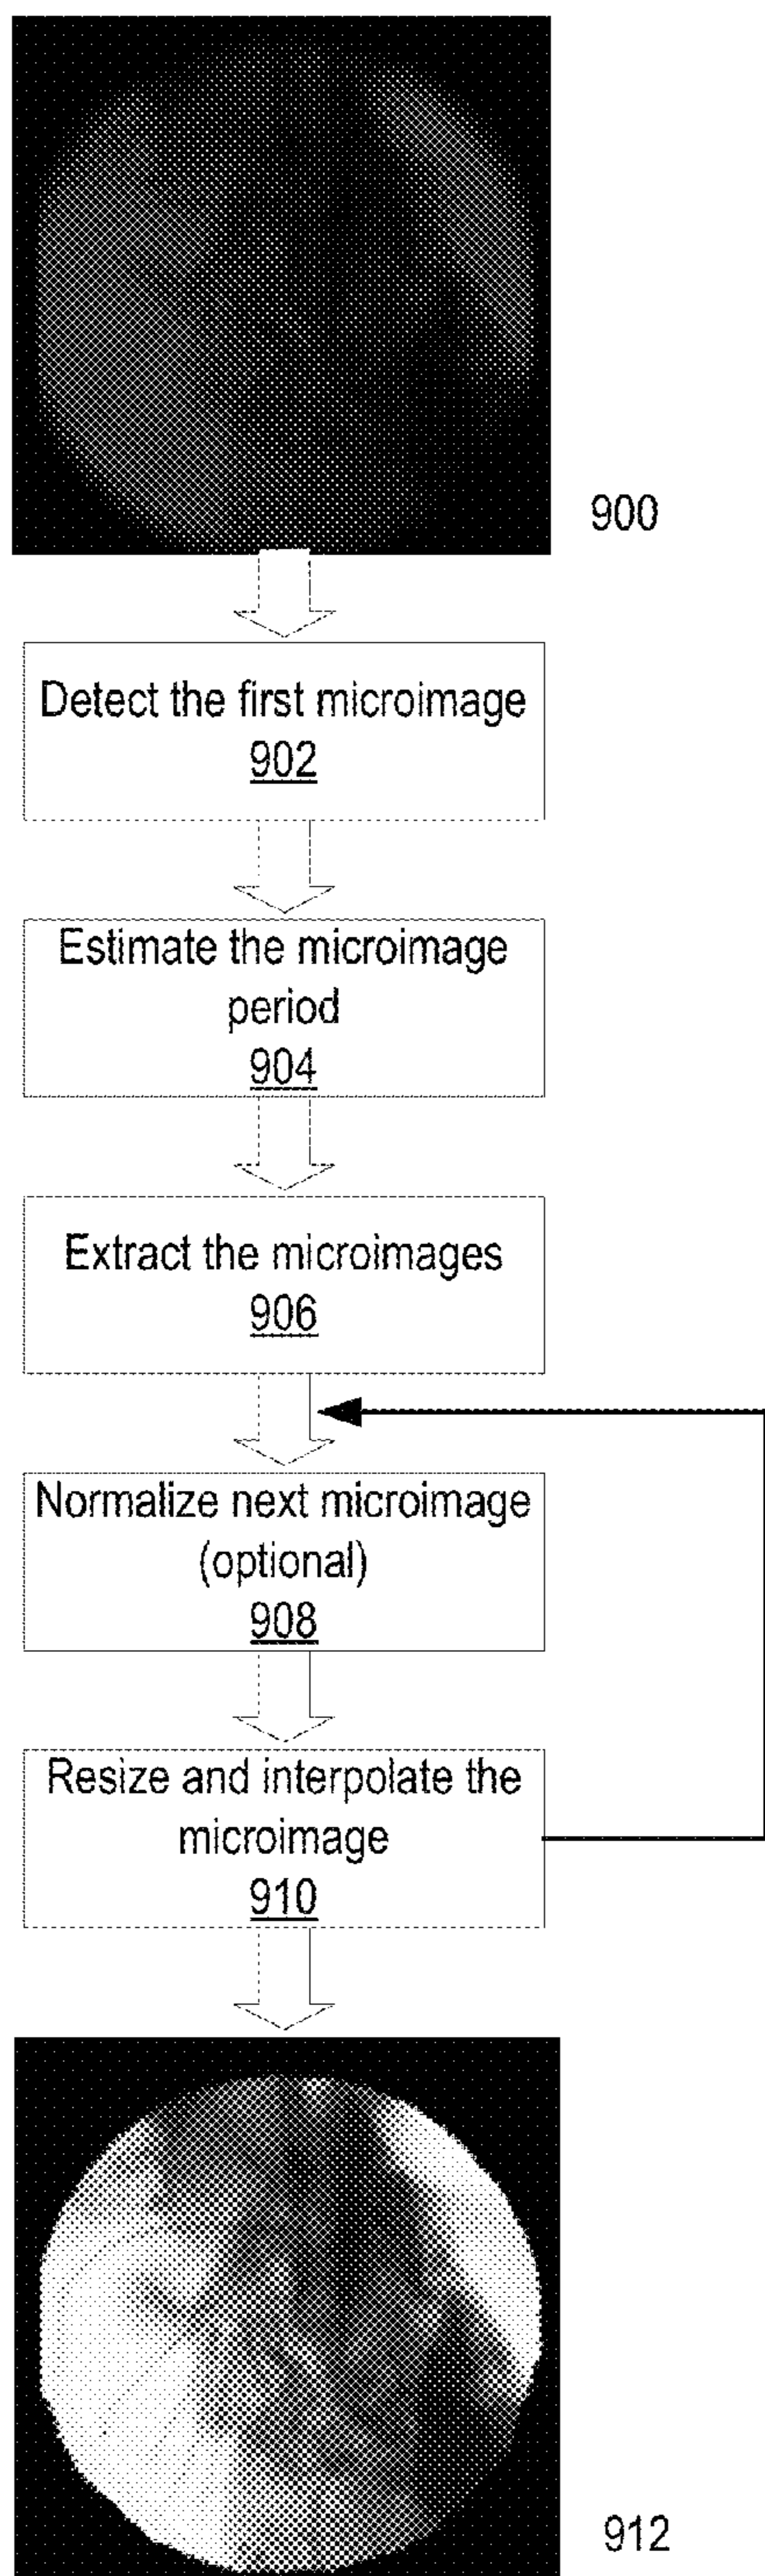 900
Detect the first microimage
902
Estimate the microimage
period
904
Extract the microimages
906
Normalize next microimage
(optional)
908
Resize and interpolate the
microimage
910
912